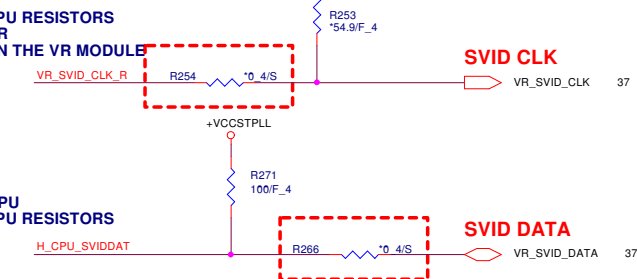 PU RESISTORS
R
N THE VR MODULE
R253
*54.9/F_4
SVID CLK
VR_SVID_CLK_R
R254
*0_4/S
VR_SVID_CLK
37
+VCCSTPLL
R271
100/F_4
PU
PU RESISTORS
SVID DATA
H_CPU_SVIDDAT
R266
*0_4/S
VR_SVID_DATA
37